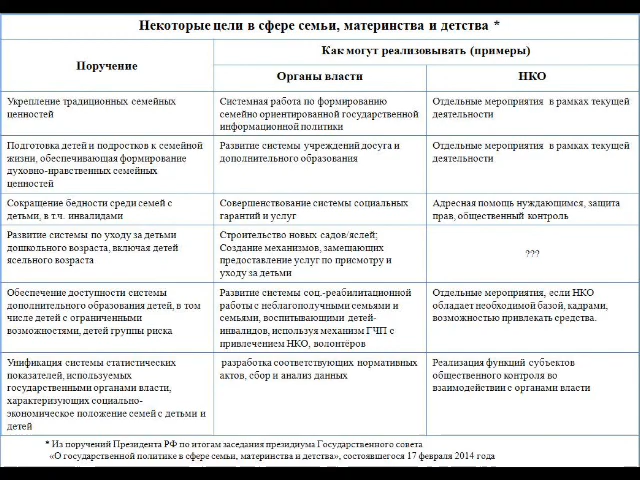 Некоторые цели в сфере семьи, материнства и детства *
Поручение
Как могут реализовывать (примеры)
Органы власти
НКО
Укрепление традиционных семейных
ценностей
Системная работа по формированию
семейно ориентированной государственной
информационной политики
Отдельные мероприятия в рамках текущей
деятельности
Подготовка детей и подростков к семейной
жизни, обеспечивающая формирование
духовно-нравственных семейных
ценностей
Развитие системы учреждений досуга и
дополнительного образования
Отдельные мероприятия в рамках текущей
деятельности
Сокращение бедности среди семей с
детьми, в т.ч. инвалидами
Совершенствование системы социальных
гарантий и услуг
Адресная помощь нуждающимся, защита
прав, общественный контроль
Развитие системы по уходу за детьми
дошкольного возраста, включая детей
ясельного возраста
Строительство новых садов/яслей;
Создание механизмов, замещающих
предоставление услуг по присмотру и
уходу за детьми
???
Обеспечение доступности системы
дополнительного образования детей, в том
числе детей с ограниченными
возможностями, детей группы риска
Развитие системы соц.-реабилитационной
работы с неблагополучными семьями и
семьями, воспитывающими детей-
инвалидов, используя механизм ГЧП с
привлечением НКО, волонтёров
Отдельные мероприятия, если НКО
обладает необходимой базой, кадрами,
возможностью привлекать средства.
Унификация системы статистических
показателей, используемых
государственными органами власти,
характеризующих социально-
экономическое положение семей с детьми и
детей
разработка соответствующих нормативных
актов, сбор и анализ данных
Реализация функций субъектов
общественного контроля во
взаимодействии с органами власти
* Из поручений Президента РФ по итогам заседания президиума Государственного совета
«О государственной политике в сфере семьи, материнства и детства», состоявшегося 17 февраля 2014 года